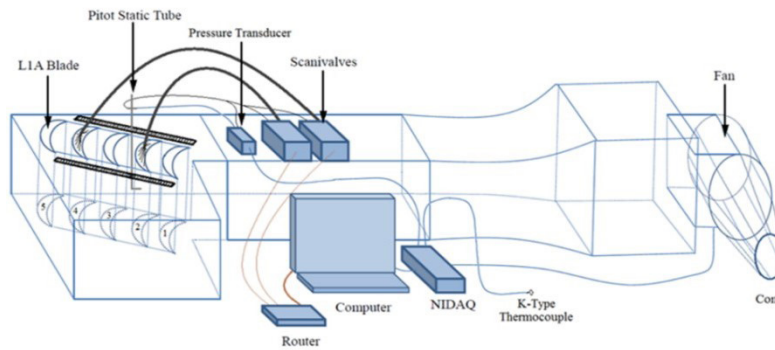 Pitot Static Tube
Pressure Transducer
L1A Blade
Scanivalves
Fan
5
4
3
2
1
Computer
NIDAQ
K-Type
Thermocouple
Router